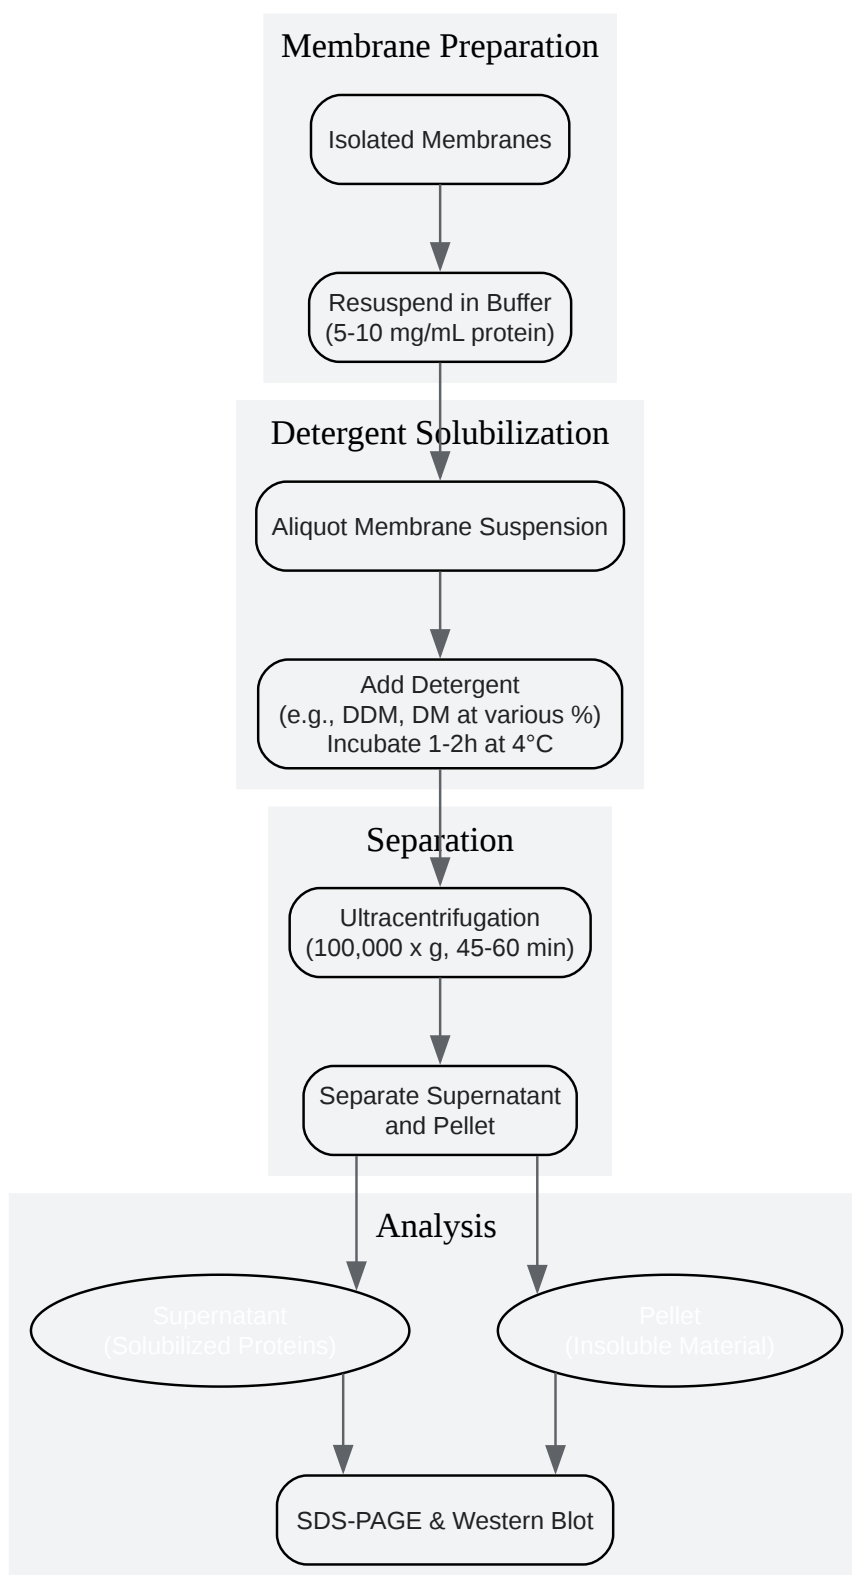 Membrane Preparation
Isolated Membranes
Resuspend in Buffer
(5-10 mg/mL protein)
Detergent Solubilization
Aliquot Membrane Suspension
Add Detergent
(e.g., DDM, DM at various %)
Incubate 1-2h at 4°C
Separation
Ultracentrifugation
(100,000 x g, 45-60 min)
Separate Supernatant
and Pellet
Analysis
Supernatant
(Solubilized Proteins)
Pellet
(Insoluble Material)
SDS-PAGE & Western Blot